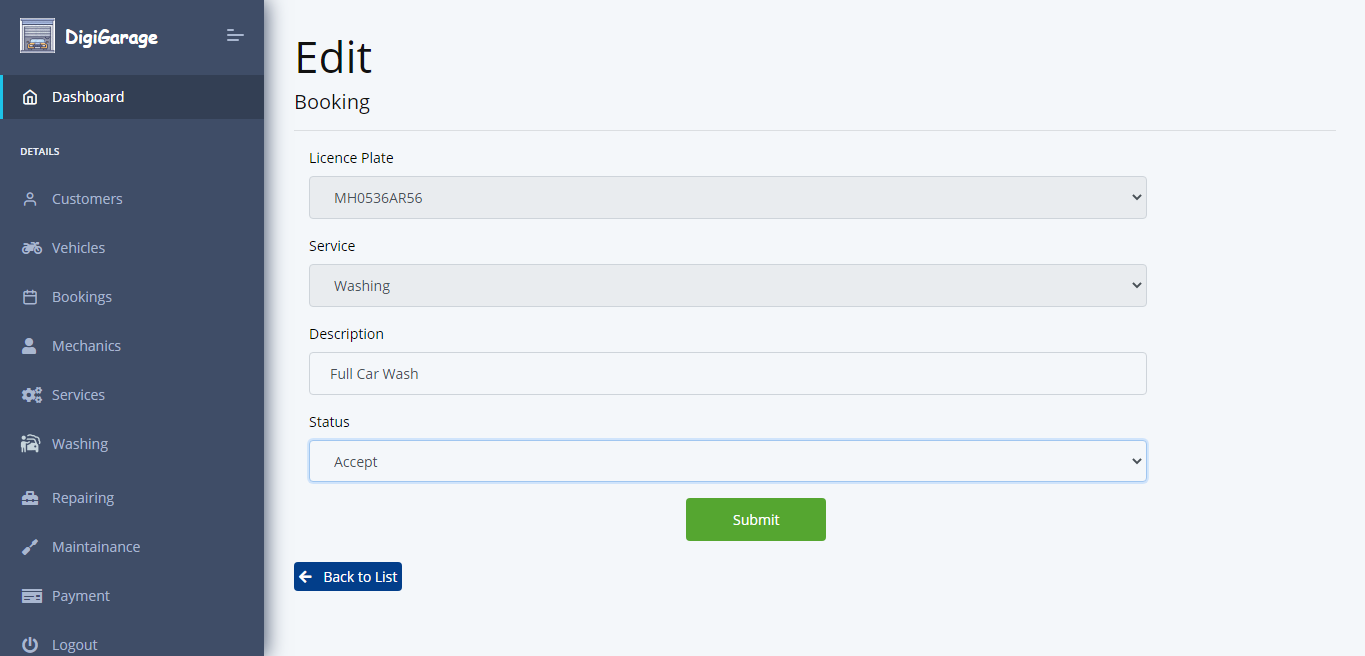 DigiGarage
Dashboard
DETAILS
Customers
Vehicles
Bookings
Mechanics
Services
Washing
Repairing
Maintainance
Payment
Logout
Edit
Booking
Licence Plate
MH0536AR56
Service
Washing
Description
Full Car Wash
Status
Accept
Submit
Back to List